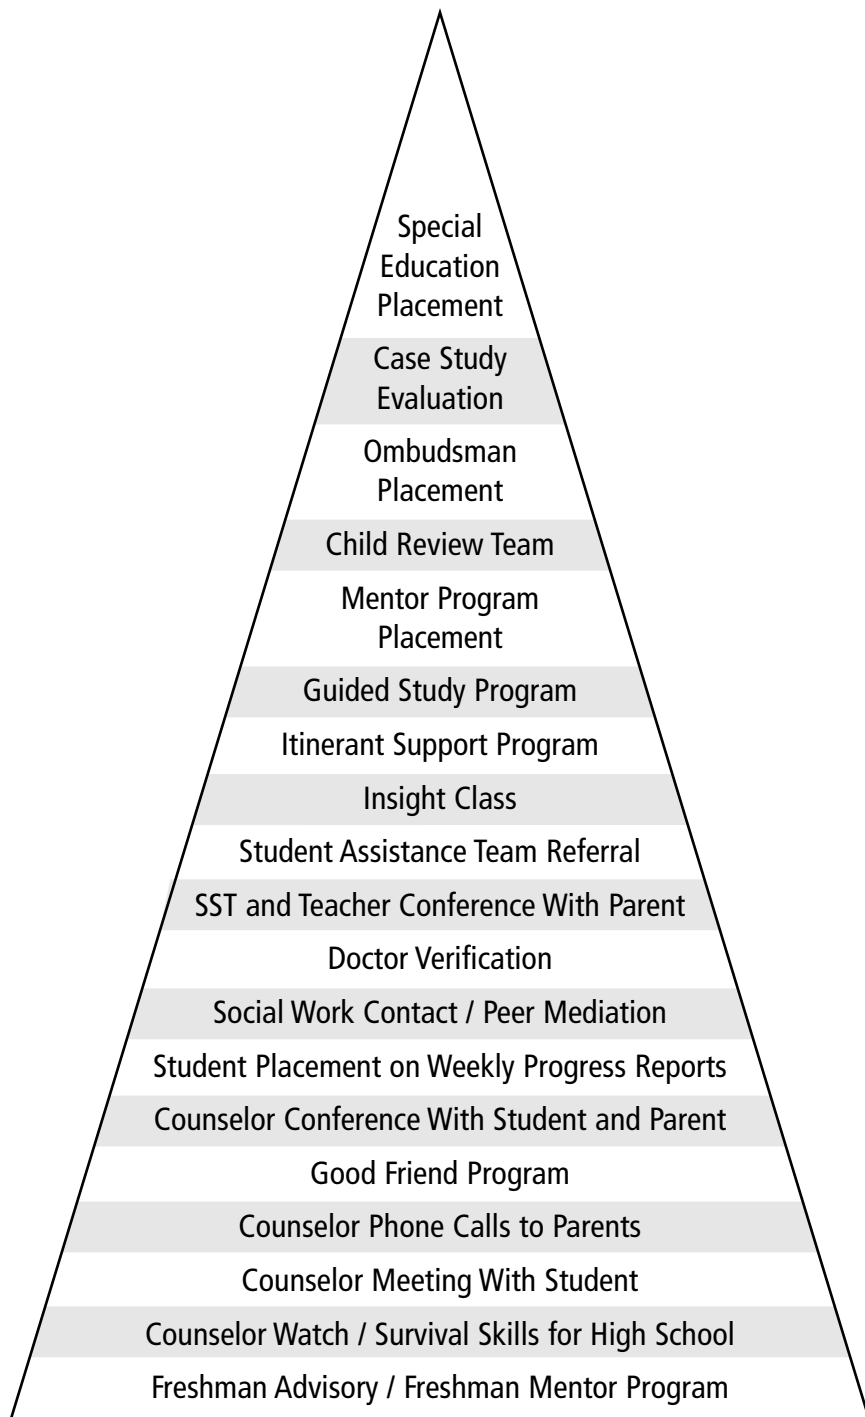 Special
Education
Placement
Case Study
Evaluation
Ombudsman
Placement
Child Review Team
Mentor Program
Placement
Guided Study Program
Itinerant Support Program
Insight Class
Student Assistance Team Referral
SST and Teacher Conference With Parent
Doctor Verification
Social Work Contact / Peer Mediation
Student Placement on Weekly Progress Reports
Counselor Conference With Student and Parent
Good Friend Program
Counselor Phone Calls to Parents
Counselor Meeting With Student
Counselor Watch / Survival Skills for High School
Freshman Advisory / Freshman Mentor Program